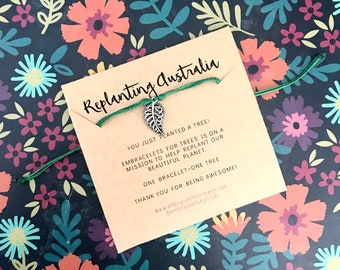 Replanting Australia
YOU JUST PLANTED A TREE!
EMBRACELETS FOR TREES IS ON A
MISSION TO HELP REPLANT OUR
BEAUTIFUL PLANET.
ONE BRACELET=ONE TREE
THANK YOU FOR BEING AWESOME!